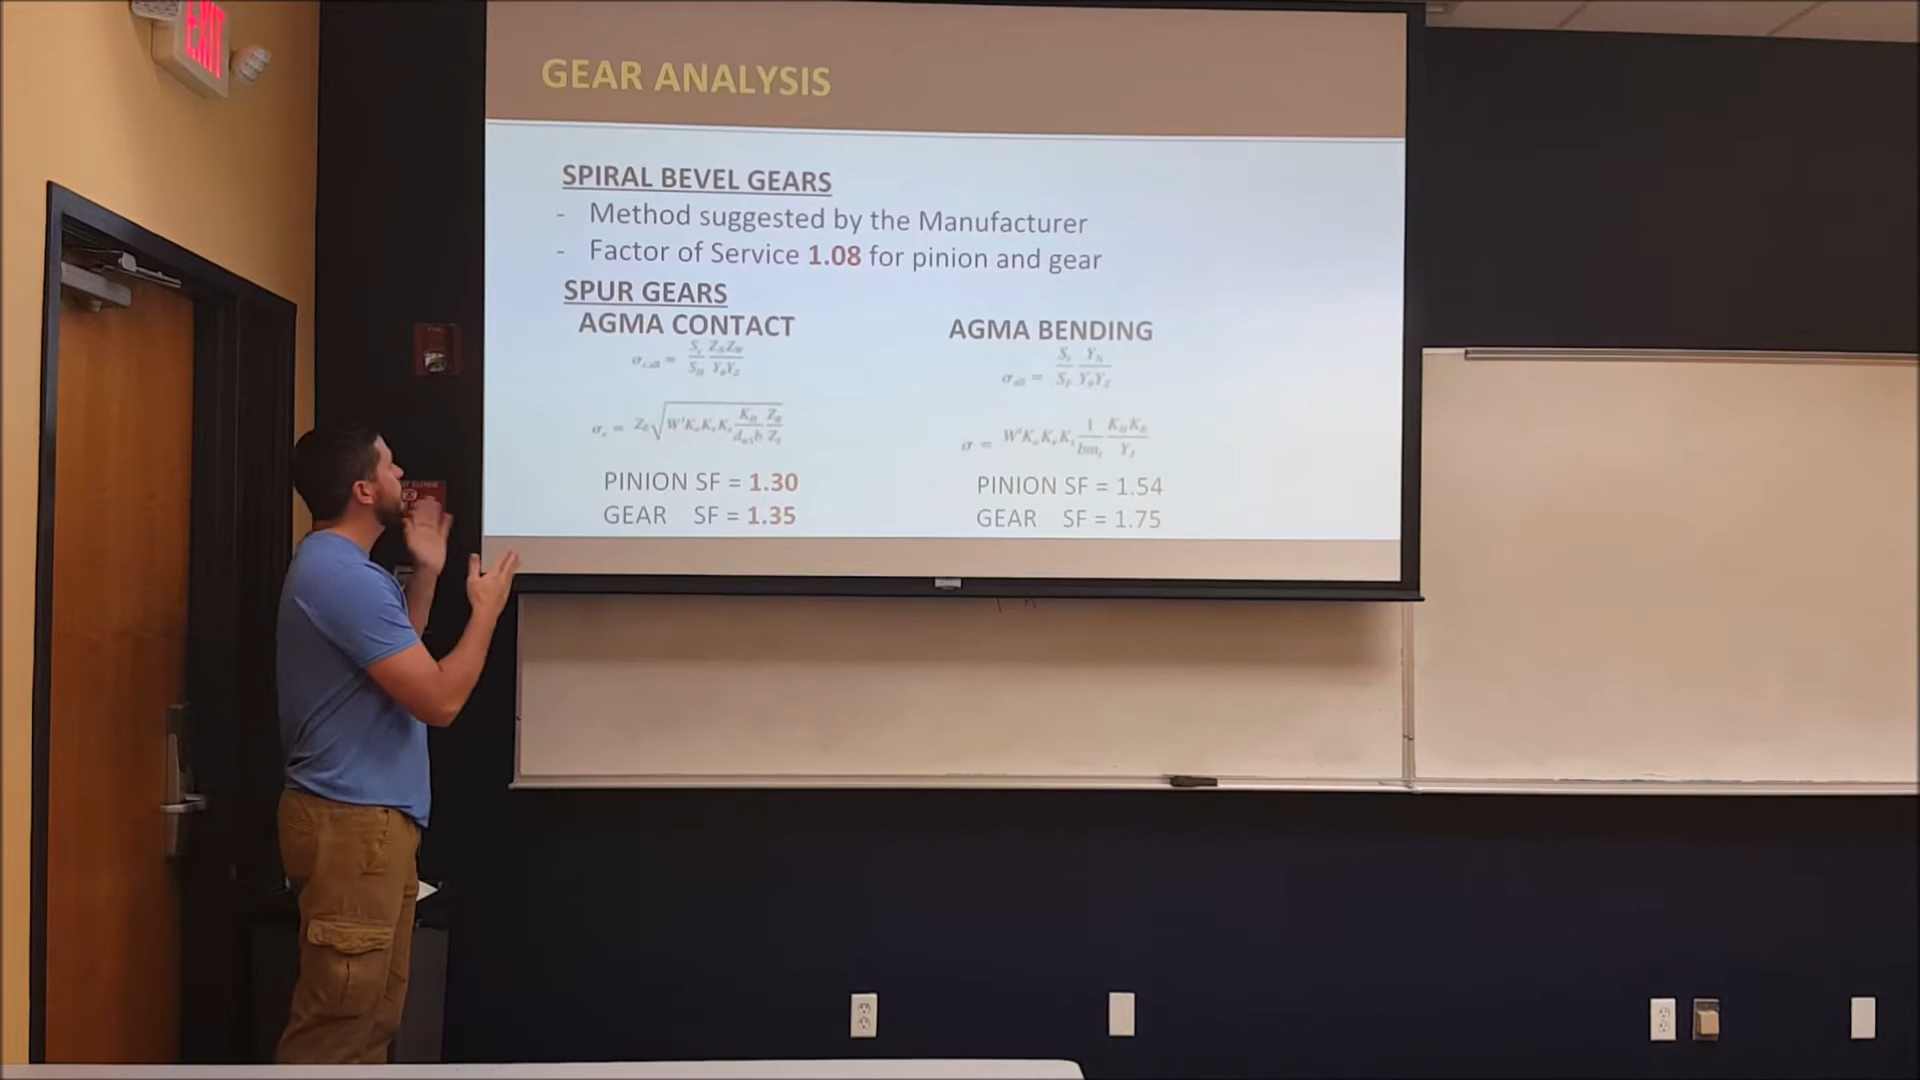 EXIT
GEAR ANALYSIS
SPIRAL BEVEL GEARS
- Method suggested by the Manufacturer
- Factor of Service 1.08 for pinion and gear
SPUR GEARS
AGMA CONTACT
AGMA BENDING
PINION SF = 1.30
GEAR SF = 1.35
PINION SF = 1.54
GEAR SF = 1.75